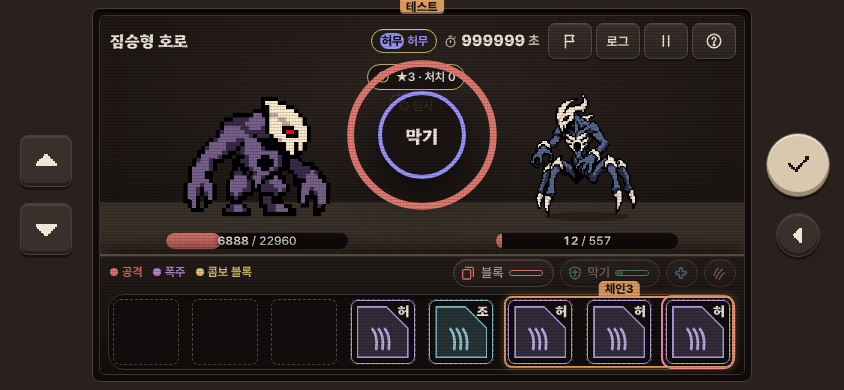 테스트
짐승형 호로
허무 허무
999999 초
로그
★3 · 처치 0
임시
막기
6888 / 22960
12 / 557
공격
폭주
콤보 블록
블록
막기
체인3
허
조
허
허
허